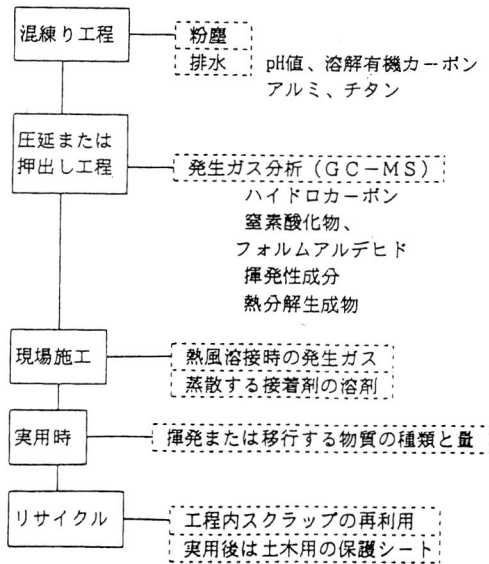 混練り工程
粉塵
排水 pH値、溶解有機カーボン
アルミ、チタン
圧延または
押出し工程
発生ガス分析（GC－MS）
ハイドロカーボン
窒素酸化物、
フォルムアルデヒド
揮発性成分
熱分解生成物
現場施工
熱風溶接時の発生ガス
蒸散する接着剤の溶剤
実用時
揮発または移行する物質の種類と量
リサイクル
工程内スクラップの再利用
実用後は土木用の保護シート